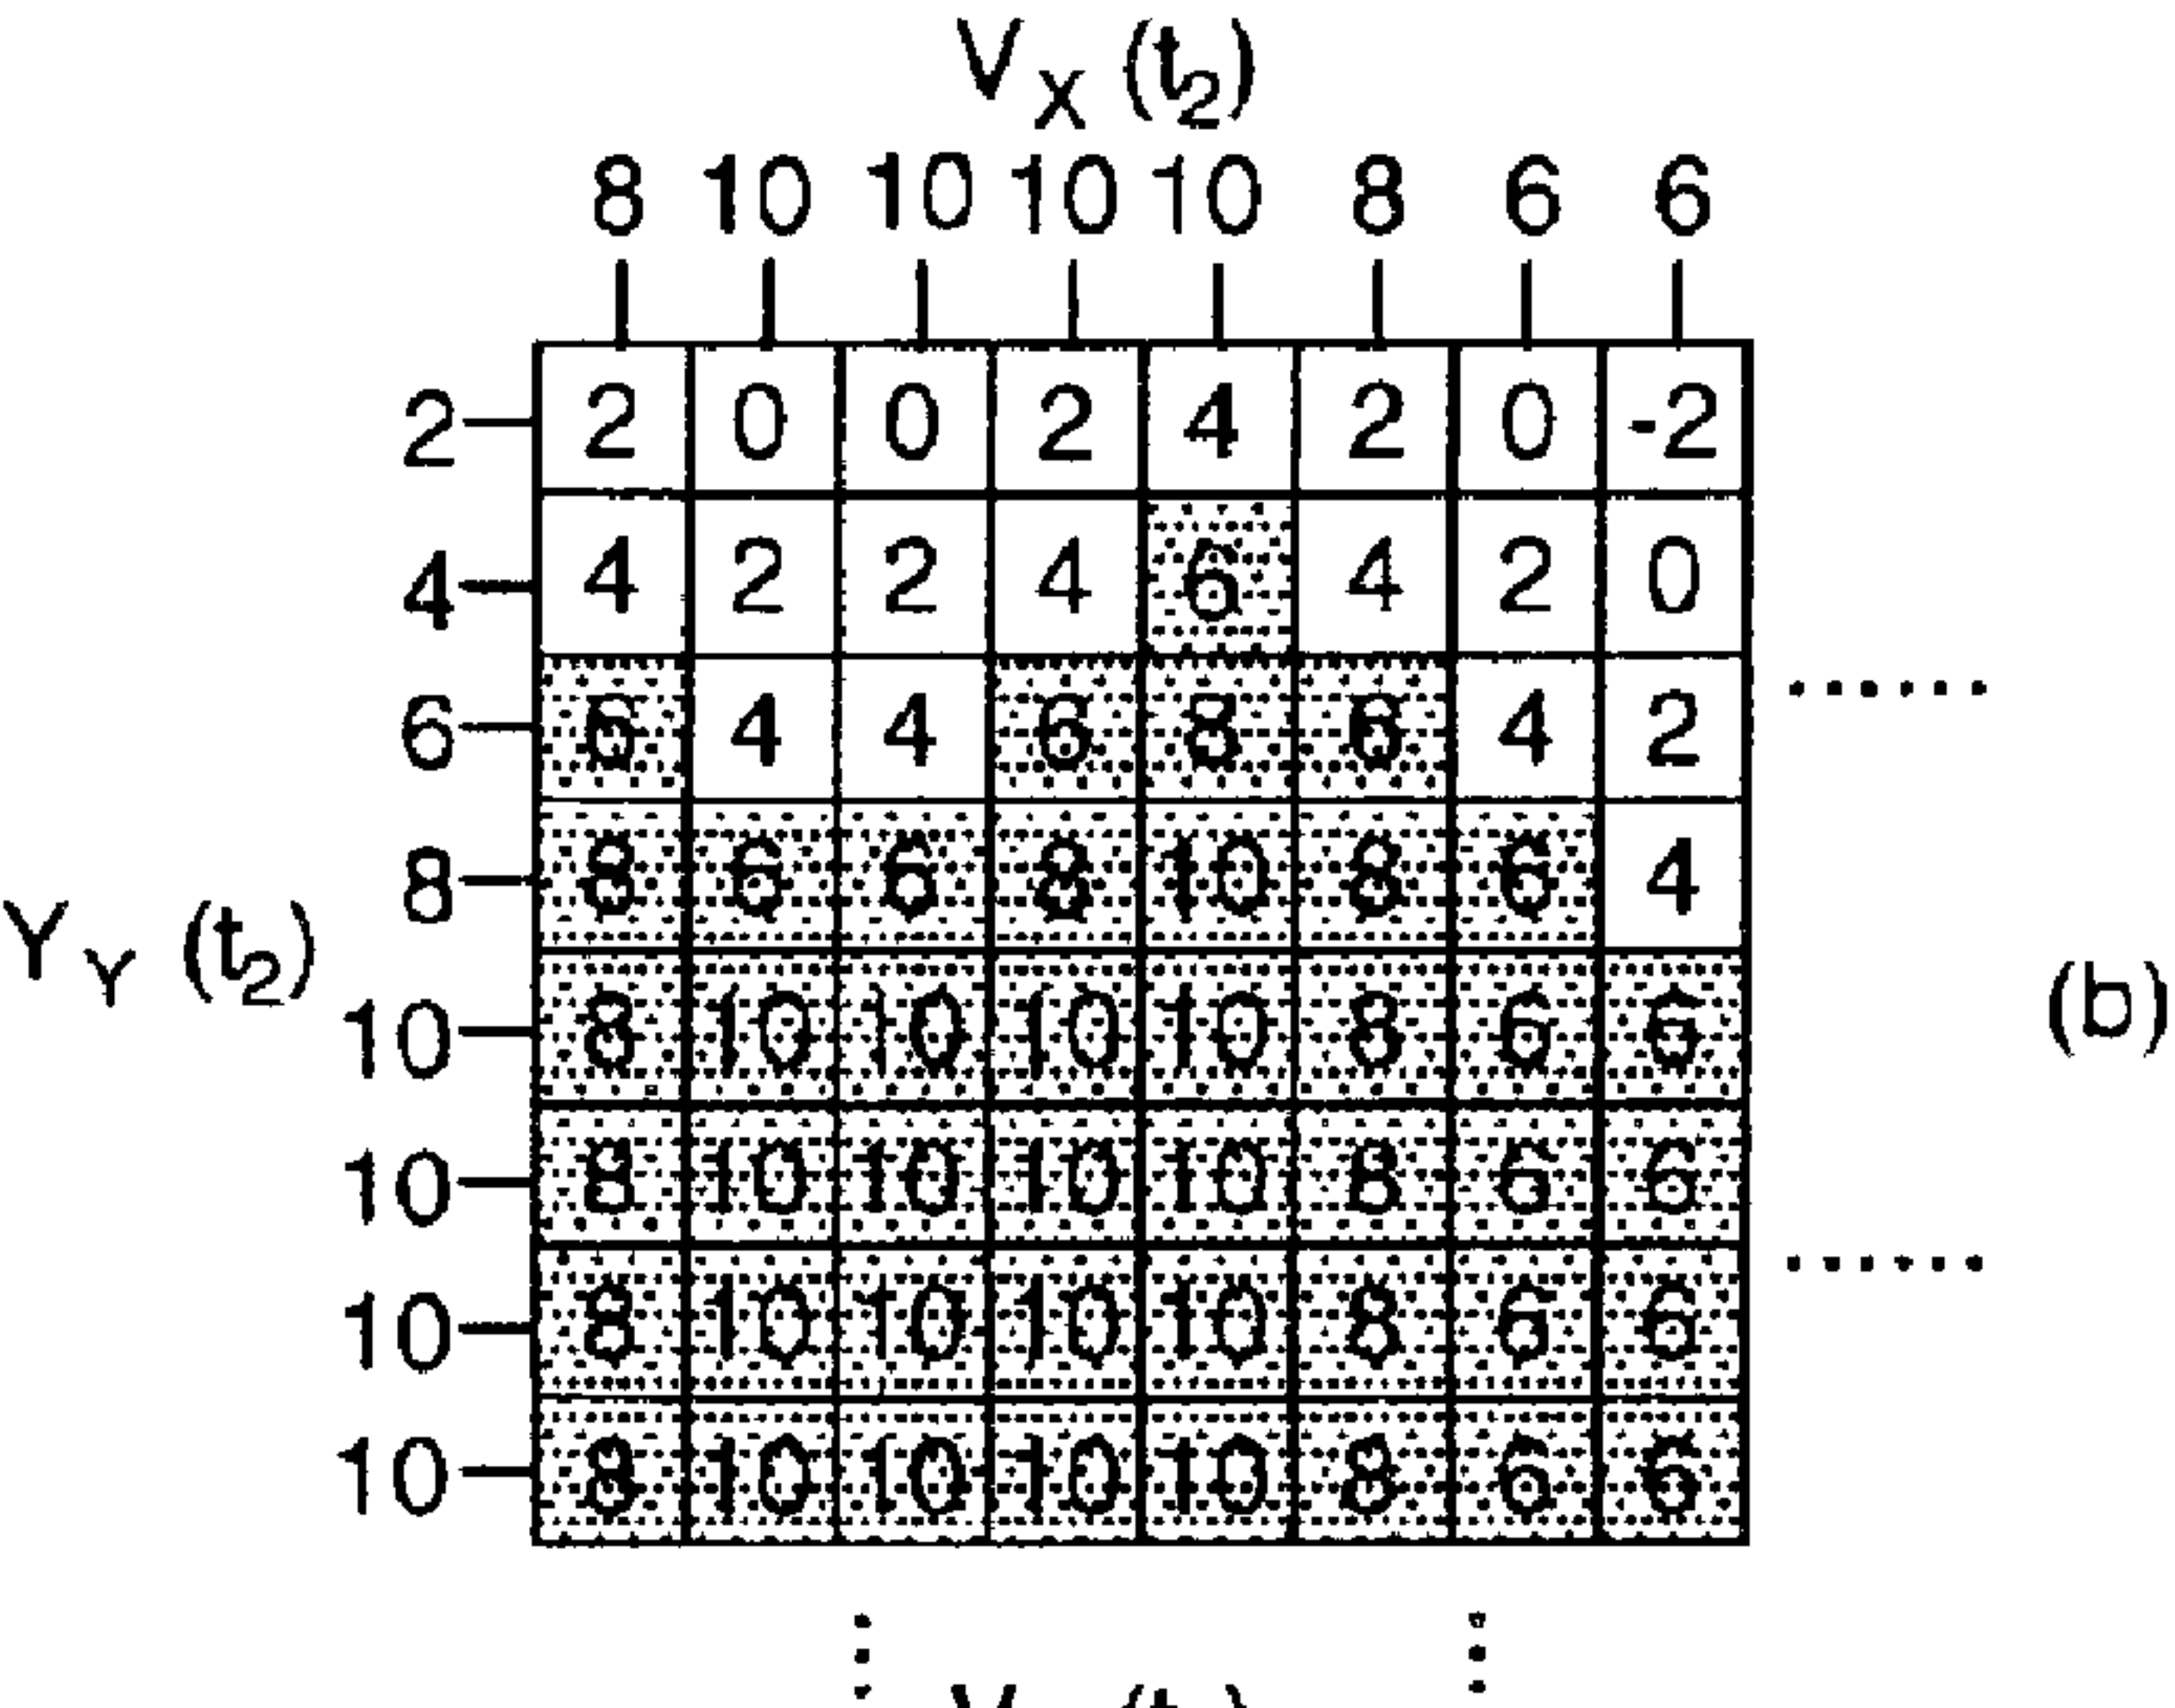 V_X (t_2)
8 10 10 10 10 8 6 6
2 2 0 0 2 4 2 0 -2
4 4 2 2 4 6 4 2 0
6 6 4 4 6 8 6 4 2
8 8 6 6 8 10 8 6 4
Y_Y (t_2)
(b)
10 8 10 10 10 10 8 6 6
10 8 10 10 10 10 8 6 6
10 8 10 10 10 10 8 6 6
10 8 10 10 10 10 8 6 6